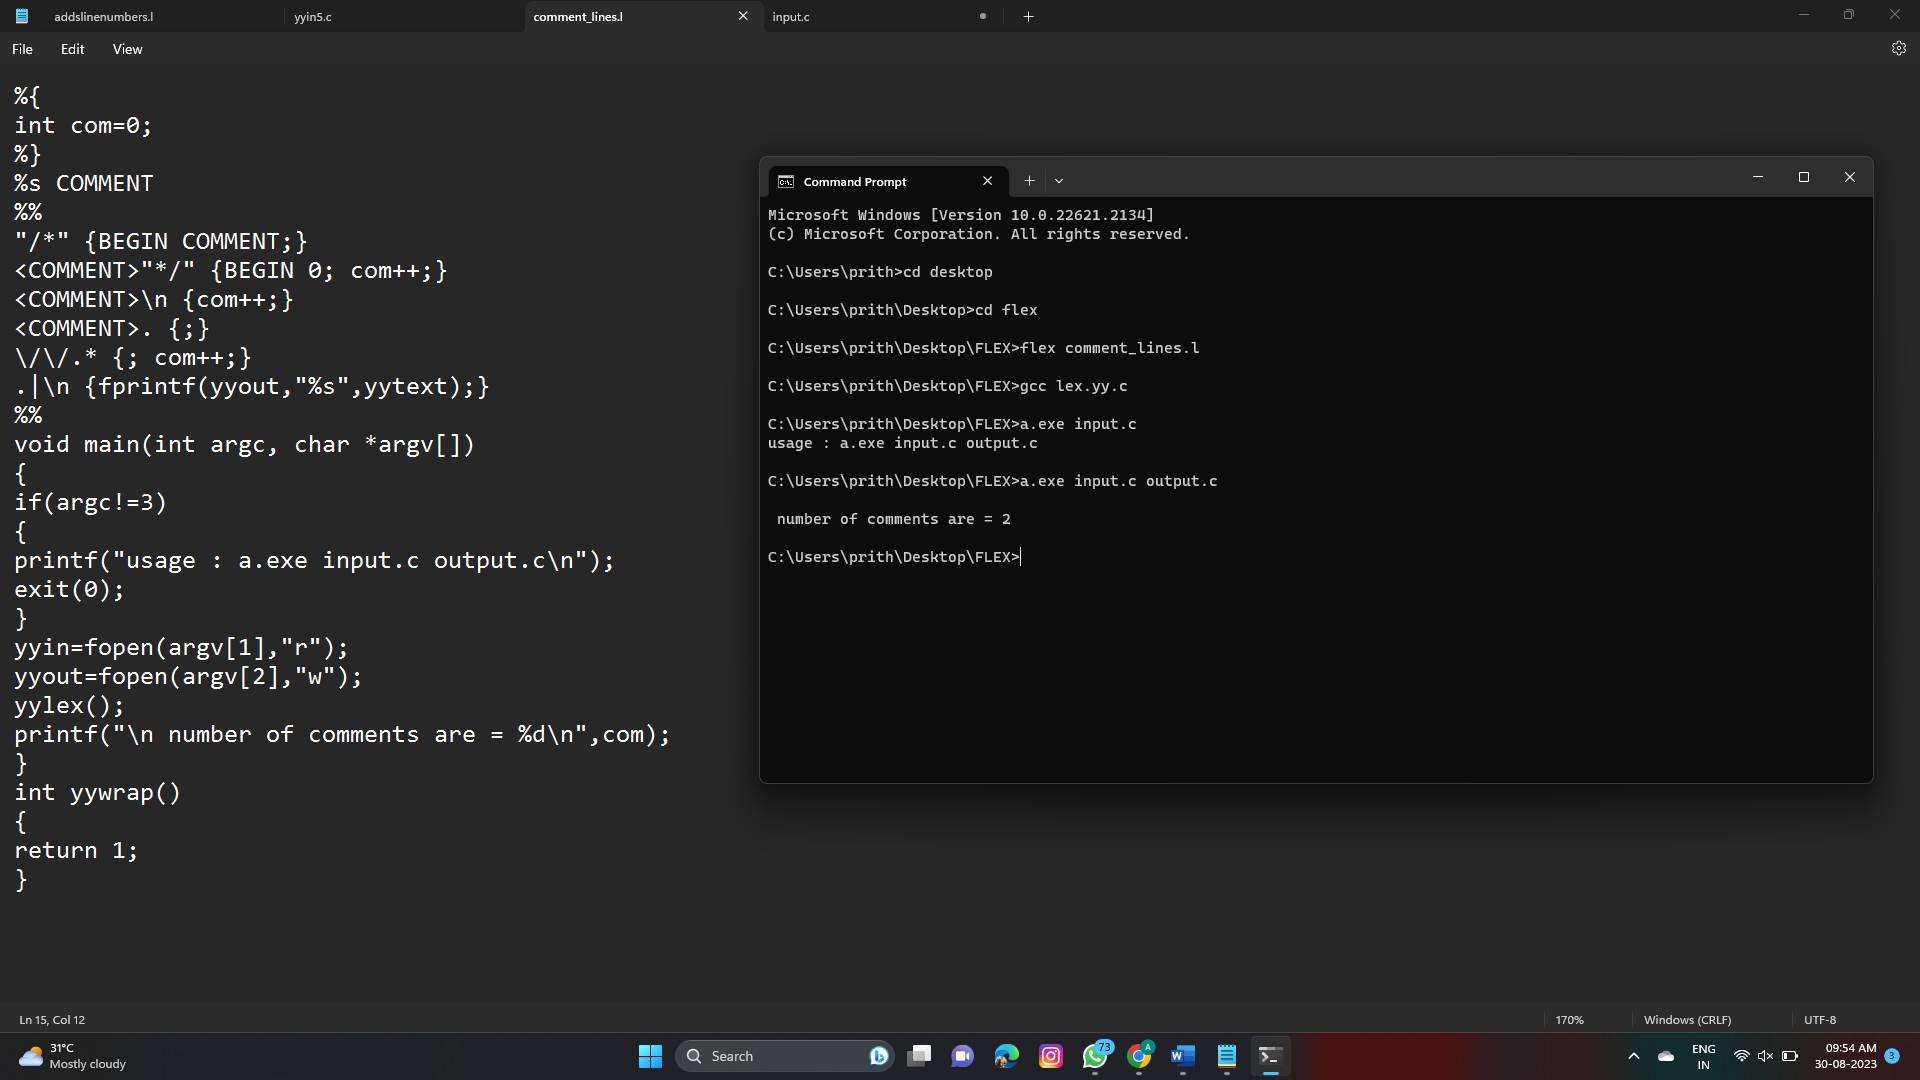 addslinenumbers.l
yyin5.c
comment_lines.l
input.c
File Edit View
%{
int com=0;
%}
%s COMMENT
%%
"/*" {BEGIN COMMENT;}
<COMMENT>"*/" {BEGIN 0; com++;}
<COMMENT>\n {com++;}
<COMMENT>. {;}
\/\/.* {; com++;}
.|\n {fprintf(yyout,"%s",yytext);}
%%
void main(int argc, char *argv[])
{
if(argc!=3)
{
printf("usage : a.exe input.c output.c\n");
exit(0);
}
yyin=fopen(argv[1],"r");
yyout=fopen(argv[2],"w");
yylex();
printf("\n number of comments are = %d\n",com);
}
int yywrap()
{
return 1;
}
Command Prompt
Microsoft Windows [Version 10.0.22621.2134]
(c) Microsoft Corporation. All rights reserved.
C:\Users\prith>cd desktop
C:\Users\prith\Desktop>cd flex
C:\Users\prith\Desktop\FLEX>flex comment_lines.l
C:\Users\prith\Desktop\FLEX>gcc lex.yy.c
C:\Users\prith\Desktop\FLEX>a.exe input.c
usage : a.exe input.c output.c
C:\Users\prith\Desktop\FLEX>a.exe input.c output.c
number of comments are = 2
C:\Users\prith\Desktop\FLEX>
Ln 15, Col 12
170%
Windows (CRLF)
UTF-8
31°C
Mostly cloudy
Search
73
A
ENG
IN
09:54 AM
30-08-2023
3